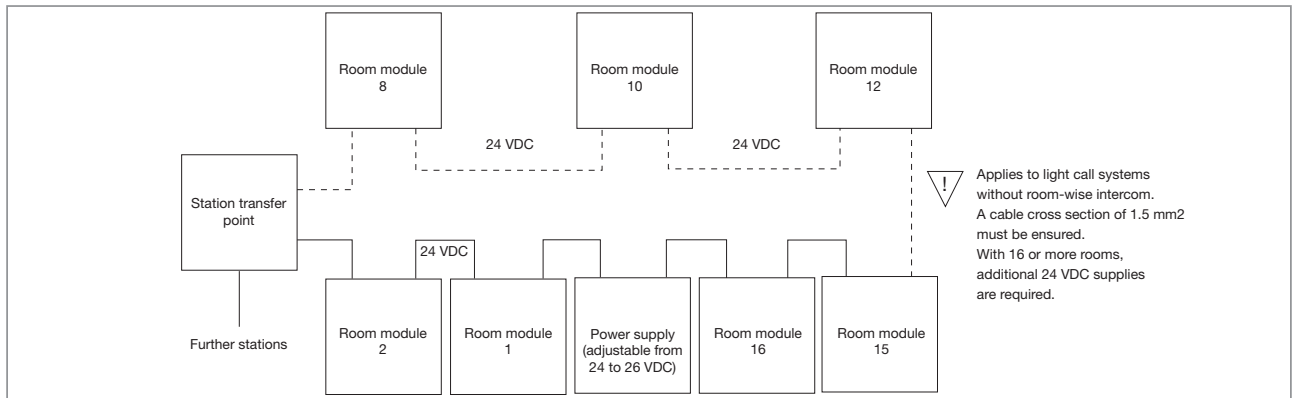 Room module
8
Room module
10
Room module
12
24 VDC
24 VDC
Station transfer
point
Applies to light call systems
without room-wise intercom.
A cable cross section of 1.5 mm2
must be ensured.
With 16 or more rooms,
additional 24 VDC supplies
are required.
!
24 VDC
Further stations
Room module
2
Room module
1
Power supply
(adjustable from
24 to 26 VDC)
Room module
16
Room module
15